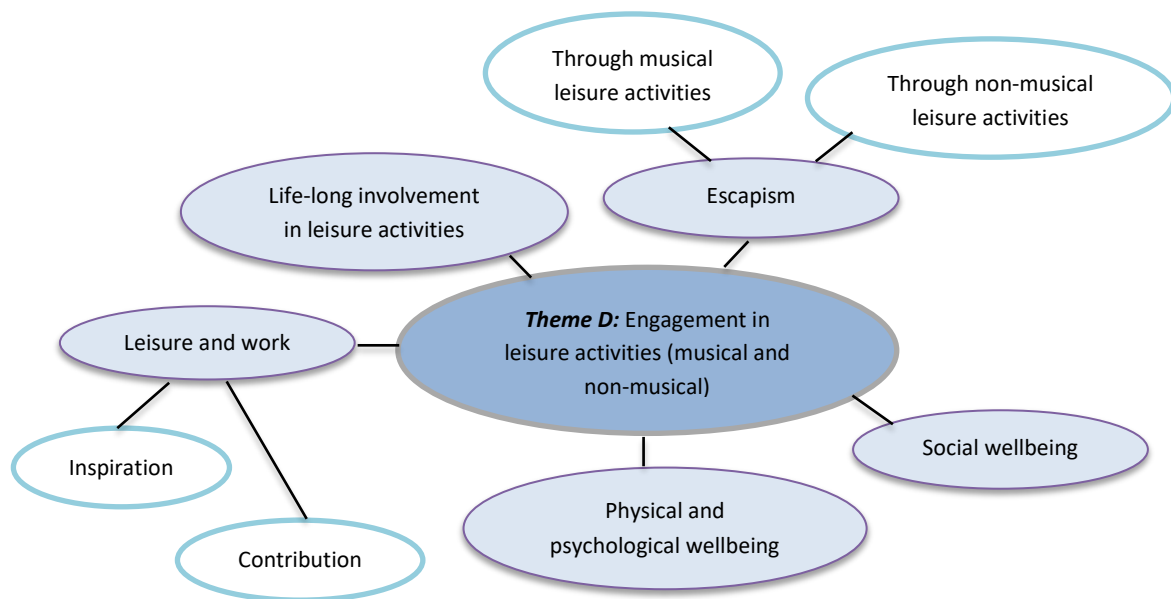 Through musical
leisure activities
Through non-musical
leisure activities
Life-long involvement
in leisure activities
Escapism
Theme D: Engagement in
leisure activities (musical and
non-musical)
Leisure and work
Inspiration
Contribution
Physical and
psychological wellbeing
Social wellbeing